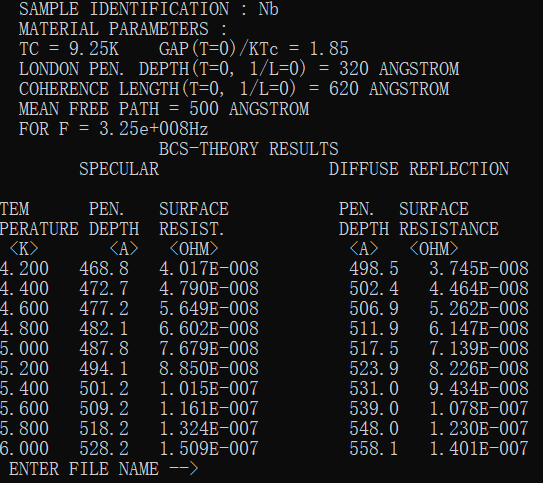 SAMPLE IDENTIFICATION : Nb
MATERIAL PARAMETERS :
TC = 9.25K GAP(T=0)/KTc = 1.85
LONDON PEN. DEPTH(T=0, 1/L=0) = 320 ANGSTROM
COHERENCE LENGTH(T=0, 1/L=0) = 620 ANGSTROM
MEAN FREE PATH = 500 ANGSTROM
FOR F = 3.25e+008Hz
BCS-THEORY RESULTS
SPECULAR DIFFUSE REFLECTION
TEM PEN. SURFACE PEN. SURFACE
PERATURE DEPTH RESIST. DEPTH RESISTANCE
<K> <A> <OHM> <A> <OHM>
4.200 468.8 4.017E-008 498.5 3.745E-008
4.400 472.7 4.790E-008 502.4 4.464E-008
4.600 477.2 5.649E-008 506.9 5.262E-008
4.800 482.1 6.602E-008 511.9 6.147E-008
5.000 487.8 7.679E-008 517.5 7.139E-008
5.200 494.1 8.850E-008 523.9 8.226E-008
5.400 501.2 1.015E-007 531.0 9.434E-008
5.600 509.2 1.161E-007 539.0 1.078E-007
5.800 518.2 1.324E-007 548.0 1.230E-007
6.000 528.2 1.509E-007 558.1 1.401E-007
ENTER FILE NAME -->